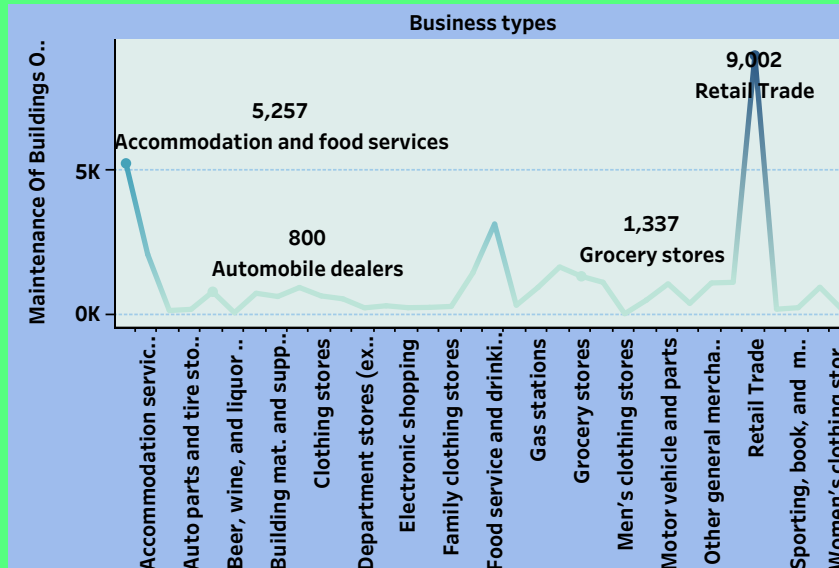 Business types
Maintenance Of Buildings O..
5K
0K
5,257
Accommodation and food services
800
Automobile dealers
1,337
Grocery stores
9,002
Retail Trade
Accommodation servic..
Auto parts and tire sto..
Beer, wine, and liquor ..
Building mat. and supp..
Clothing stores
Department stores (ex..
Electronic shopping
Family clothing stores
Food service and drinki..
Gas stations
Grocery stores
Men's clothing stores
Motor vehicle and parts
Other general mercha..
Retail Trade
Sporting, book, and m..
Women's clothing stor